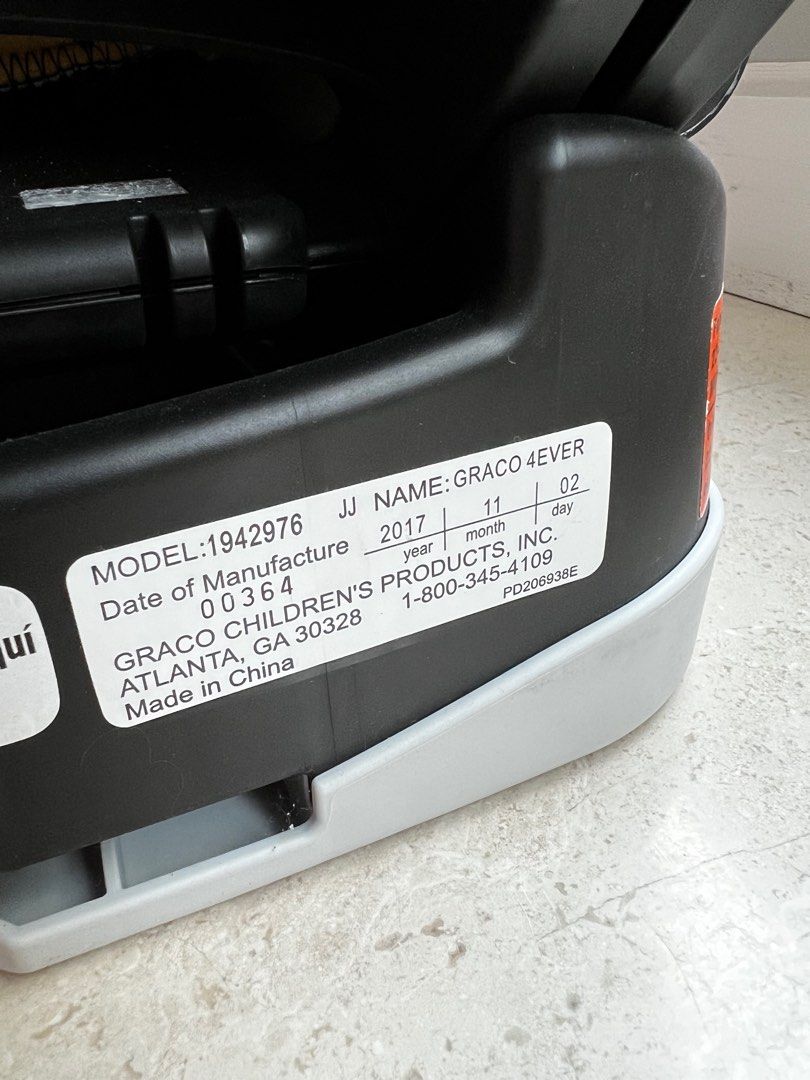 MODEL:1942976 JJ NAME: GRACO 4EVER
Date of Manufacture 2017 11 02
year month day
00364
GRACO CHILDREN'S PRODUCTS, INC.
ATLANTA, GA 30328 1-800-345-4109
Made in China PD206938E
quí